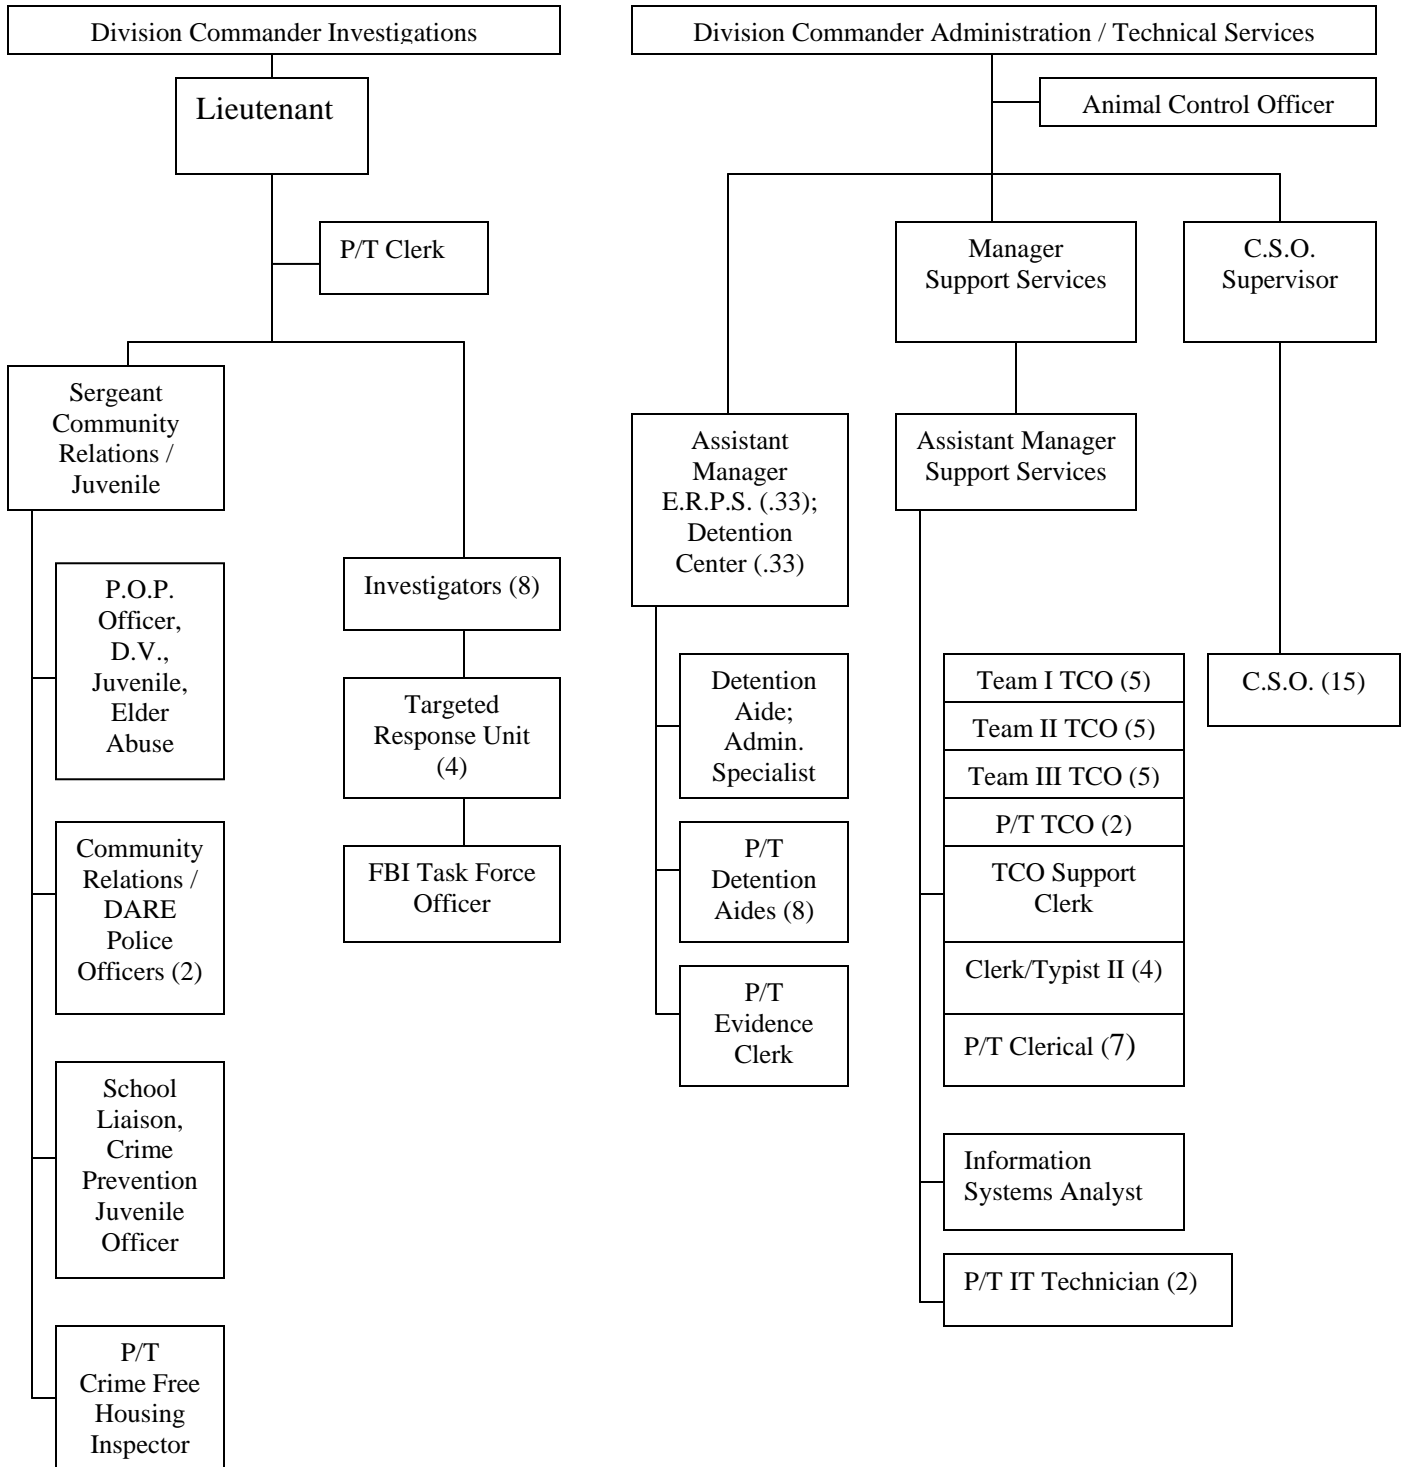 Division Commander Investigations
Division Commander Administration / Technical Services
Lieutenant
Animal Control Officer
P/T Clerk
Manager
Support Services
C.S.O.
Supervisor
Sergeant
Community
Relations /
Juvenile
Assistant
Manager
E.R.P.S. (.33);
Detention
Center (.33)
Assistant Manager
Support Services
P.O.P.
Officer,
D.V.,
Juvenile,
Elder
Abuse
Investigators (8)
Targeted
Response Unit
(4)
FBI Task Force
Officer
Detention
Aide;
Admin.
Specialist
Team I TCO (5)
Team II TCO (5)
Team III TCO (5)
P/T TCO (2)
TCO Support
Clerk
Clerk/Typist II (4)
P/T Clerical (7)
C.S.O. (15)
Community
Relations /
DARE
Police
Officers (2)
P/T
Detention
Aides (8)
P/T
Evidence
Clerk
School
Liaison,
Crime
Prevention
Juvenile
Officer
Information
Systems Analyst
P/T IT Technician (2)
P/T
Crime Free
Housing
Inspector